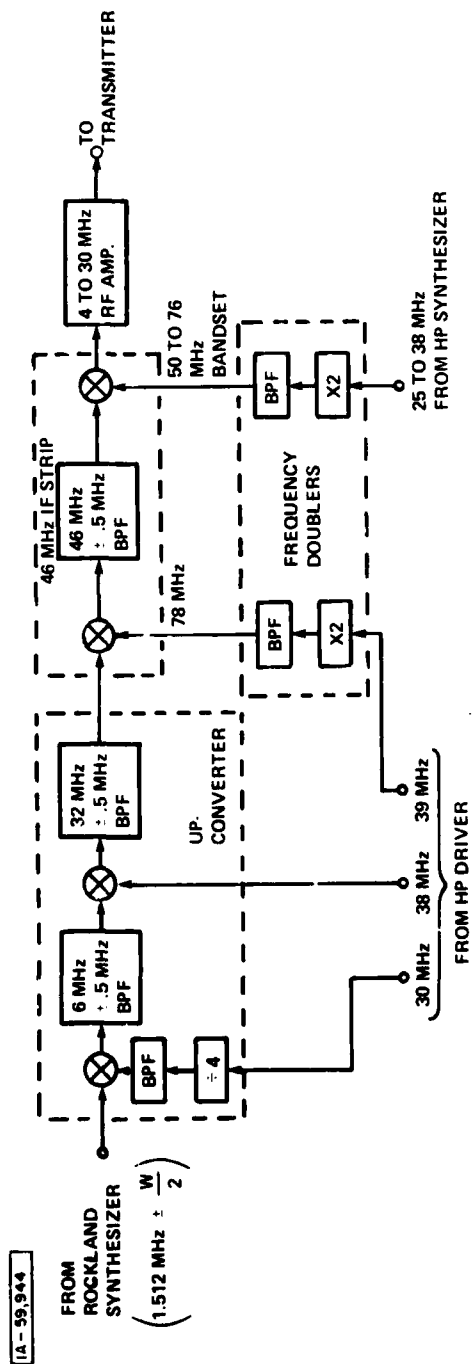 IA-59,944
FROM
ROCKLAND
SYNTHESIZER
(1.512 MHz ± W/2)
6 MHz
± .5 MHz
BPF
BPF
÷ 4
32 MHz
± .5 MHz
BPF
UP-
CONVERTER
46 MHz IF STRIP
46 MHz
± .5 MHz
BPF
78 MHz
50 TO 76
MHz
BANDSET
4 TO 30 MHz
RF AMP.
TO
TRANSMITTER
BPF
X2
FREQUENCY
DOUBLERS
BPF
X2
30 MHz
38 MHz
39 MHz
FROM HP DRIVER
25 TO 38 MHz
FROM HP SYNTHESIZER